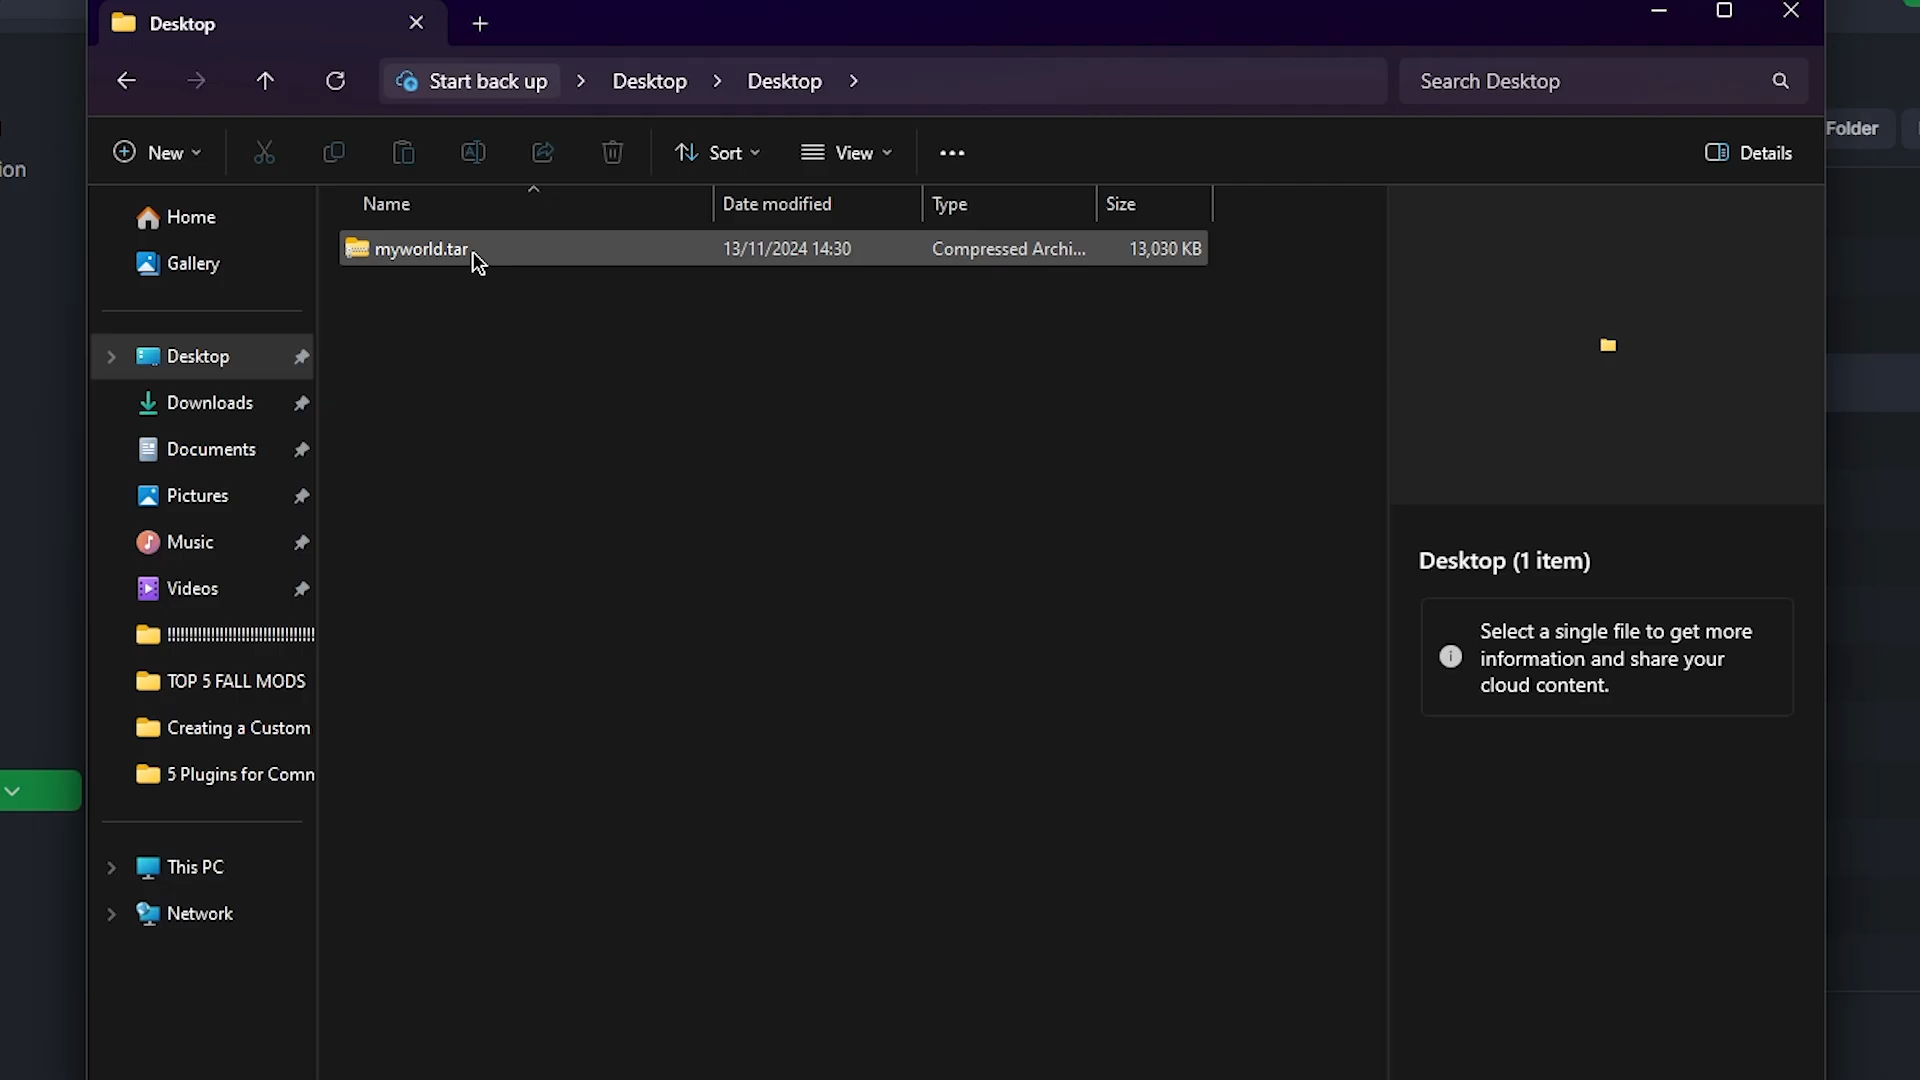 Desktop
Start back up > Desktop > Desktop >
Search Desktop
Folder
ion
New
Sort
View
Details
Name
Date modified
Type
Size
myworld.tar
13/11/2024 14:30
Compressed Archi...
13,030 KB
Home
Gallery
Desktop
Downloads
Documents
Pictures
Music
Videos
TOP 5 FALL MODS
Creating a Custom
5 Plugins for Comm
This PC
Network
Desktop (1 item)
Select a single file to get more
information and share your
cloud content.